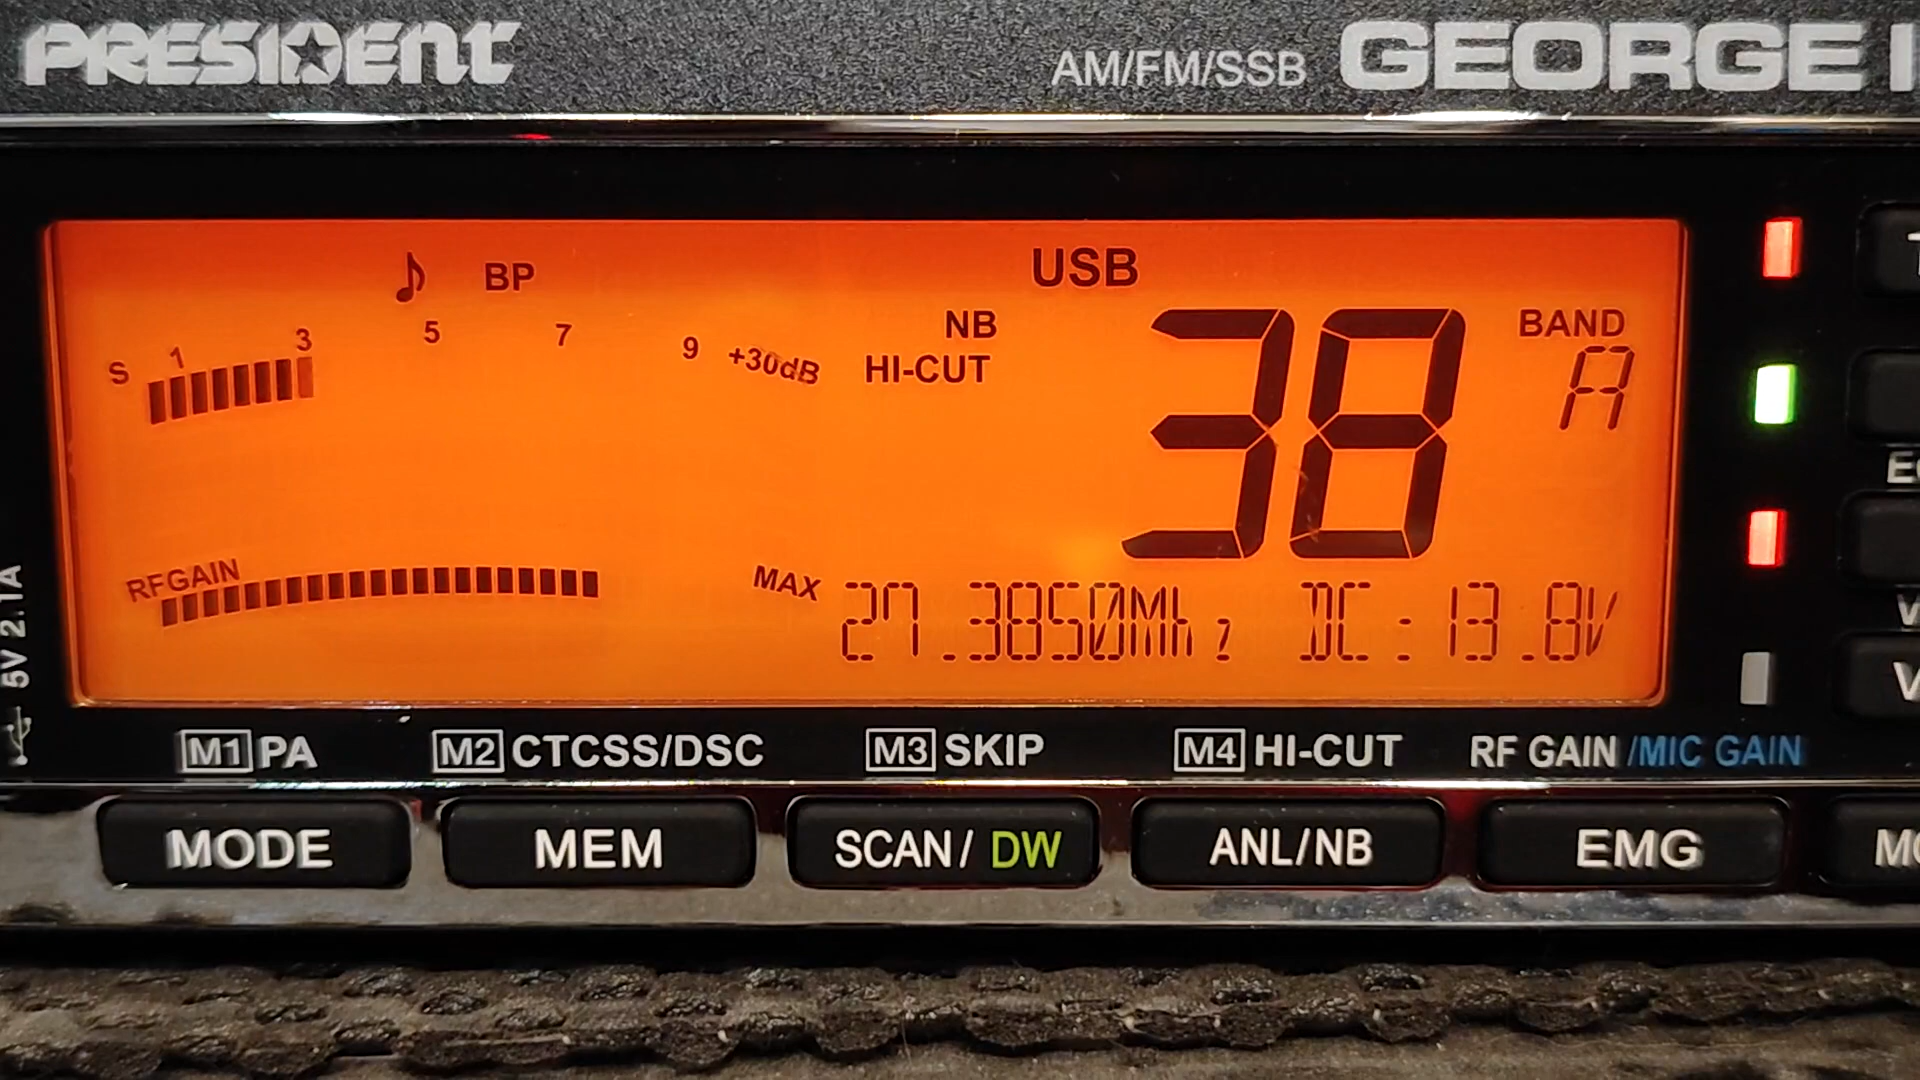 PRESIDENT
AM/FM/SSB GEORGE
BP
USB
S 1 3 5 7 9 +30dB
NB
HI-CUT
38
BAND
A
RFGAIN
MAX
27.3850Mhz DC:13.8V
5V 2.1A
M1 PA
M2 CTCSS/DSC
M3 SKIP
M4 HI-CUT
RF GAIN /MIC GAIN
MODE
MEM
SCAN/ DW
ANL/NB
EMG